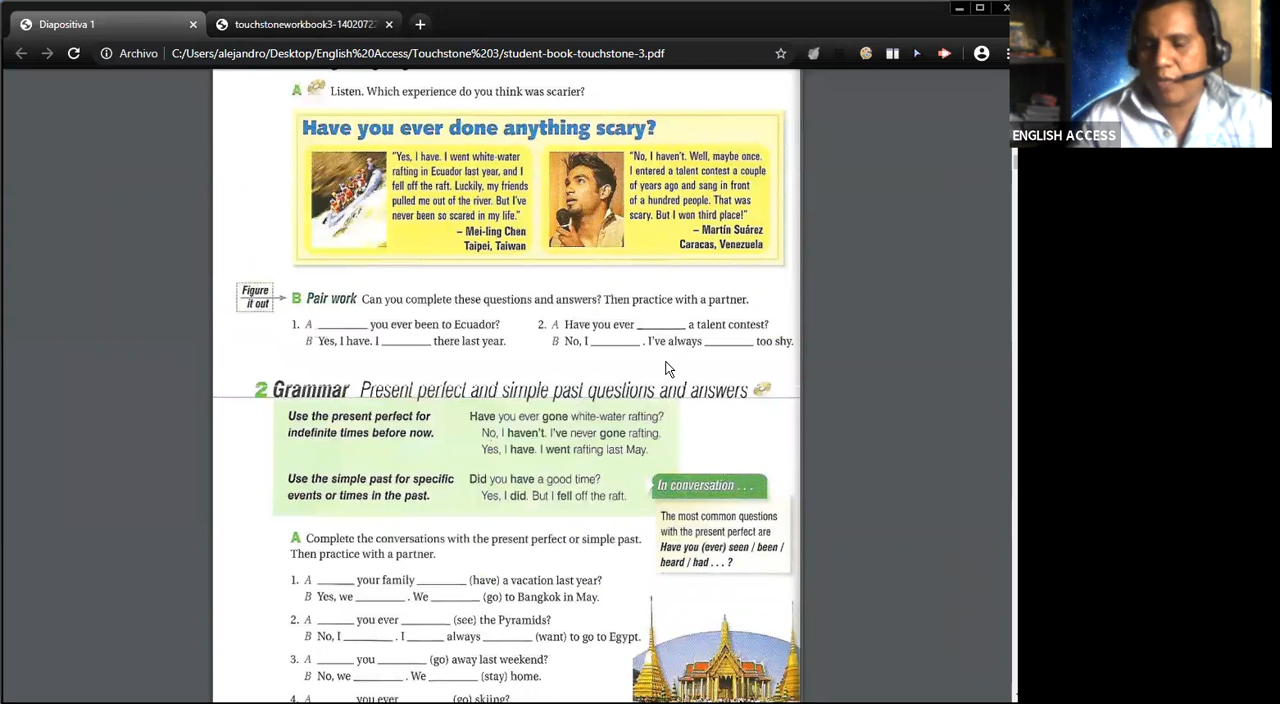 Diapositiva 1
touchstoneworkbook3-1402072
Archivo
C:/Users/alejandro/Desktop/English%20Access/Touchstone%203/student-book-touchstone-3.pdf
ENGLISH ACCESS
A Listen. Which experience do you think was scarier?
Have you ever done anything scary?
"Yes, I have. I went white-water
rafting in Ecuador last year, and I
fell off the raft. Luckily, my friends
pulled me out of the river. But I've
never been so scared in my life."
– Mei-ling Chen
Taipei, Taiwan
"No, I haven't. Well, maybe once.
I entered a talent contest a couple
of years ago and sang in front
of a hundred people. That was
scary. But I won third place!"
– Martín Suárez
Caracas, Venezuela
Figure
it out
B Pair work Can you complete these questions and answers? Then practice with a partner.
1. A ________ you ever been to Ecuador?
B Yes, I have. I ________ there last year.
2. A Have you ever ________ a talent contest?
B No, I ________ . I've always ________ too shy.
2 Grammar Present perfect and simple past questions and answers
Use the present perfect for
indefinite times before now.
Have you ever gone white-water rafting?
No, I haven't. I've never gone rafting.
Yes, I have. I went rafting last May.
Use the simple past for specific
events or times in the past.
Did you have a good time?
Yes, I did. But I fell off the raft.
In conversation . . .
The most common questions
with the present perfect are
Have you (ever) seen / been /
heard / had . . . ?
A Complete the conversations with the present perfect or simple past.
Then practice with a partner.
1. A ______ your family ________ (have) a vacation last year?
B Yes, we ________ . We ________ (go) to Bangkok in May.
2. A ______ you ever ________ (see) the Pyramids?
B No, I ________ . I ______ always ________ (want) to go to Egypt.
3. A ______ you ________ (go) away last weekend?
B No, we ________ . We ________ (stay) home.
4. A ______ you ever ________ (go) skiing?